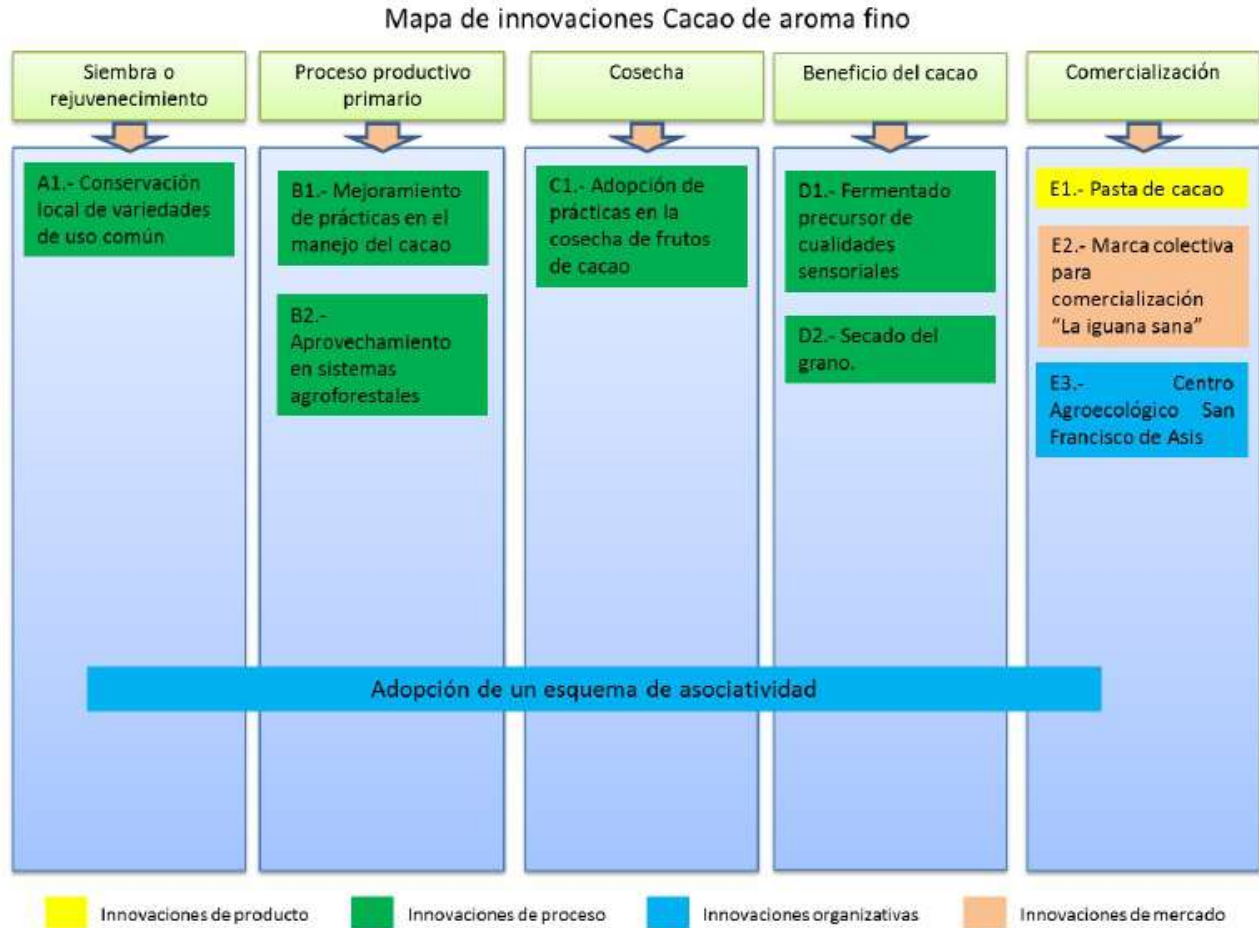 Mapa de innovaciones Cacao de aroma fino
Siembra o
rejuvenecimiento
Proceso productivo
primario
Cosecha
Beneficio del cacao
Comercialización
A1.- Conservación
local de variedades
de uso común
B1.- Mejoramiento
de prácticas en el
manejo del cacao
B2.-
Aprovechamiento
en sistemas
agroforestales
C1.- Adopción de
prácticas en la
cosecha de frutos
de cacao
D1.- Fermentado
precursor de
cualidades
sensoriales
D2.- Secado del
grano.
E1.- Pasta de cacao
E2.- Marca colectiva
para
comercialización
“La iguana sana”
E3.- Centro
Agroecológico San
Francisco de Asis
Adopción de un esquema de asociatividad
Innovaciones de producto
Innovaciones de proceso
Innovaciones organizativas
Innovaciones de mercado